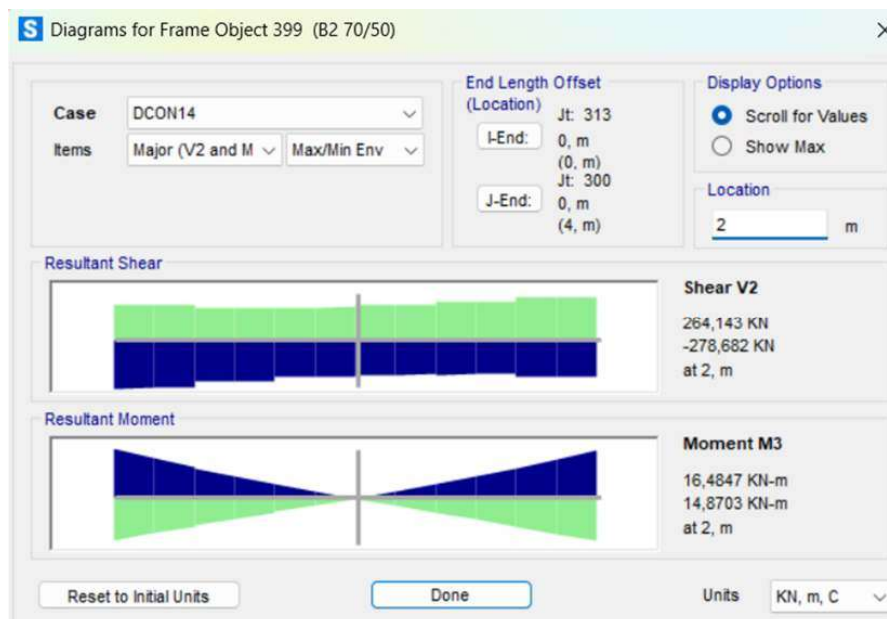 S Diagrams for Frame Object 399 (B2 70/50)
Case DCON14
Items Major (V2 and M Max/Min Env
End Length Offset
(Location)
Jt: 313
I-End: 0, m
(0, m)
Jt: 300
J-End: 0, m
(4, m)
Display Options
Scroll for Values
Show Max
Location
2 m
Resultant Shear
Shear V2
264,143 KN
-278,682 KN
at 2, m
Resultant Moment
Moment M3
16,4847 KN-m
14,8703 KN-m
at 2, m
Reset to Initial Units Done Units KN, m, C